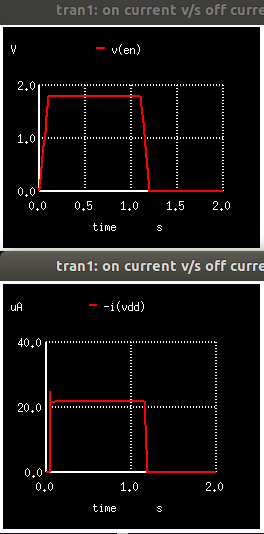 tran1: on current v/s off curre
V
v(en)
2.0
1.0
0.0
0.0 0.5 1.0 1.5 2.0
time s
tran1: on current v/s off curre
uA
-i(vdd)
40.0
20.0
0.0
0.0 1.0 2.0
time s